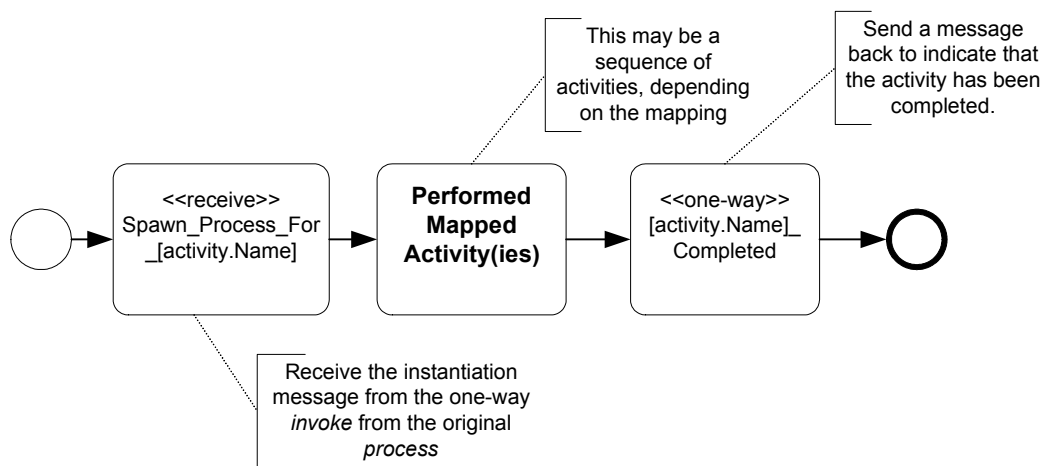 This may be a
sequence of
activities, depending
on the mapping
Send a message
back to indicate that
the activity has been
completed.
<<receive>>
Spawn_Process_For
_[activity.Name]
Performed
Mapped
Activity(ies)
<<one-way>>
[activity.Name]_
Completed
Receive the instantiation
message from the one-way
invoke from the original
process